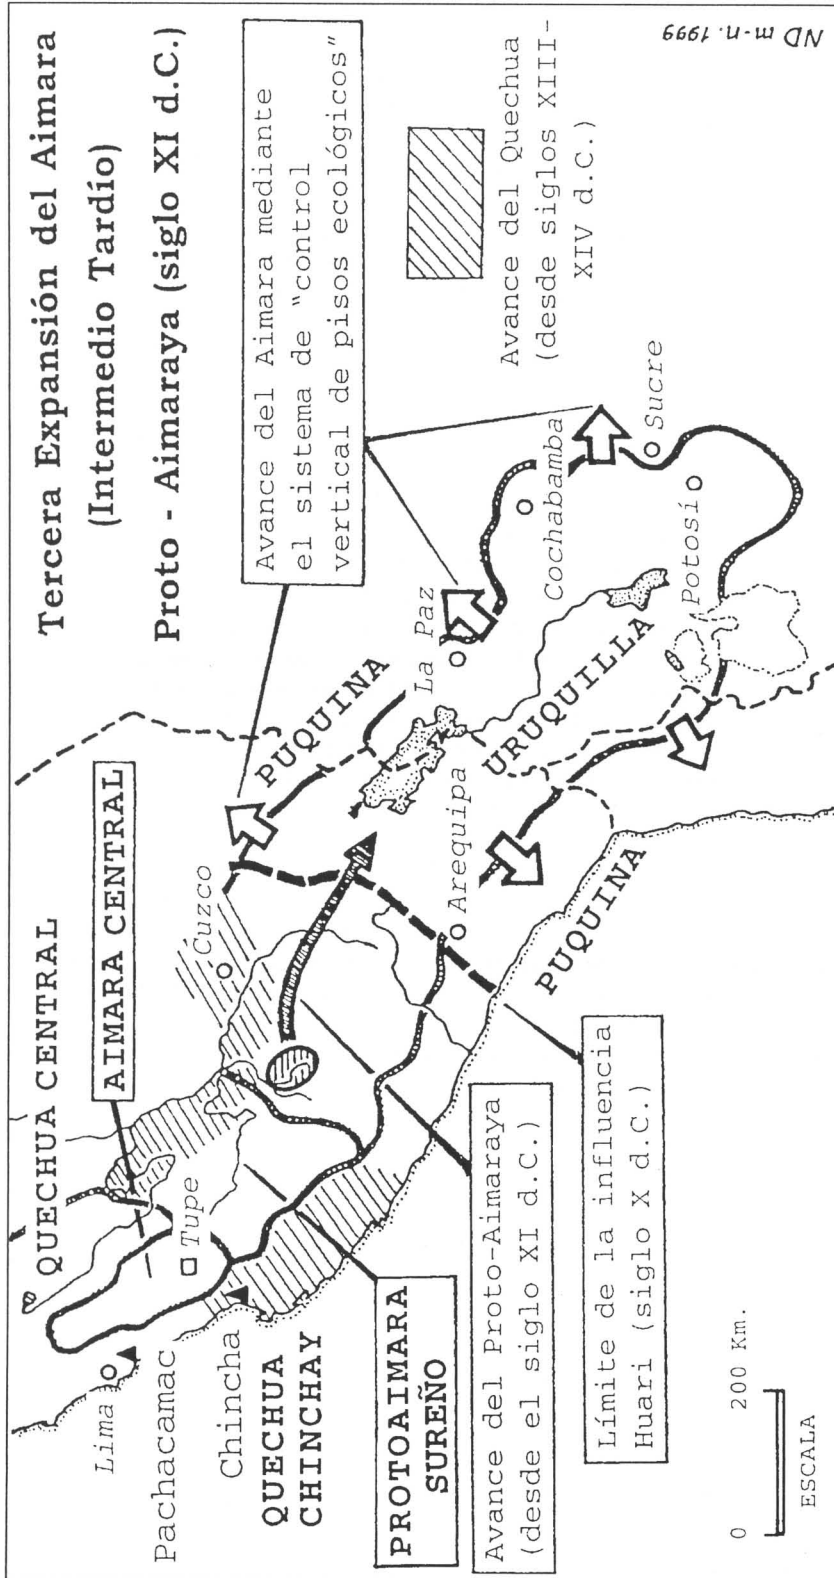 Tercera Expansión del Aimara
(Intermedio Tardío)
Proto - Aimaraya (siglo XI d.C.)
Avance del Aimara mediante
el sistema de "control
vertical de pisos ecológicos"
Avance del Quechua
(desde siglos XIII-
XIV d.C.)
ND m-n. 1999
QUECHUA CENTRAL
AIMARA CENTRAL
Cuzco
PUQUINA
La Paz
Cochabamba
Sucre
Potosí
URUQUILLA
Arequipa
PUQUINA
Tupe
Lima
Pachacamac
Chincha
QUECHUA
CHINCHAY
PROTOAIMARA
SUREÑO
Avance del Proto-Aimaraya
(desde el siglo XI d.C.)
Límite de la influencia
Huari (siglo X d.C.)
0 200 Km.
ESCALA